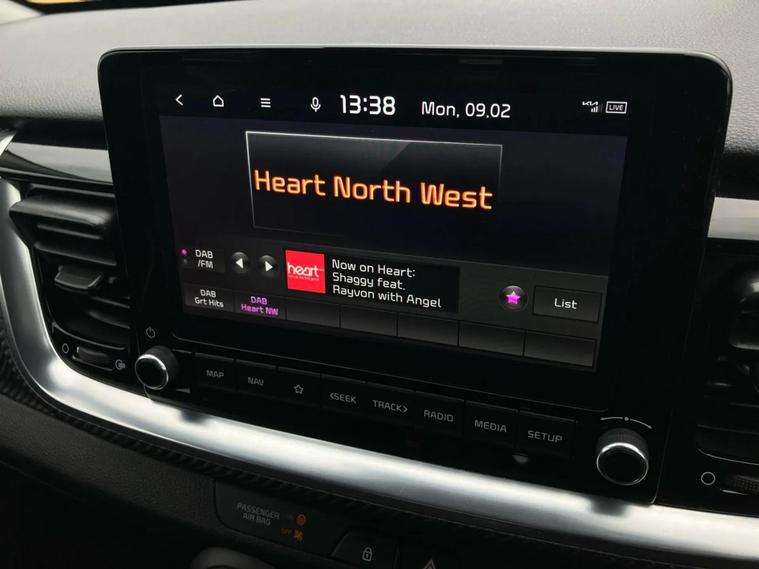 13:38 Mon, 09.02 LIVE
Heart North West
DAB
/FM
heart
Now on Heart:
Shaggy feat.
Rayvon with Angel
List
DAB
Grt Hits
DAB
Heart NW
MAP NAV <SEEK TRACK> RADIO MEDIA SETUP
PASSENGER
AIR BAG
OFF